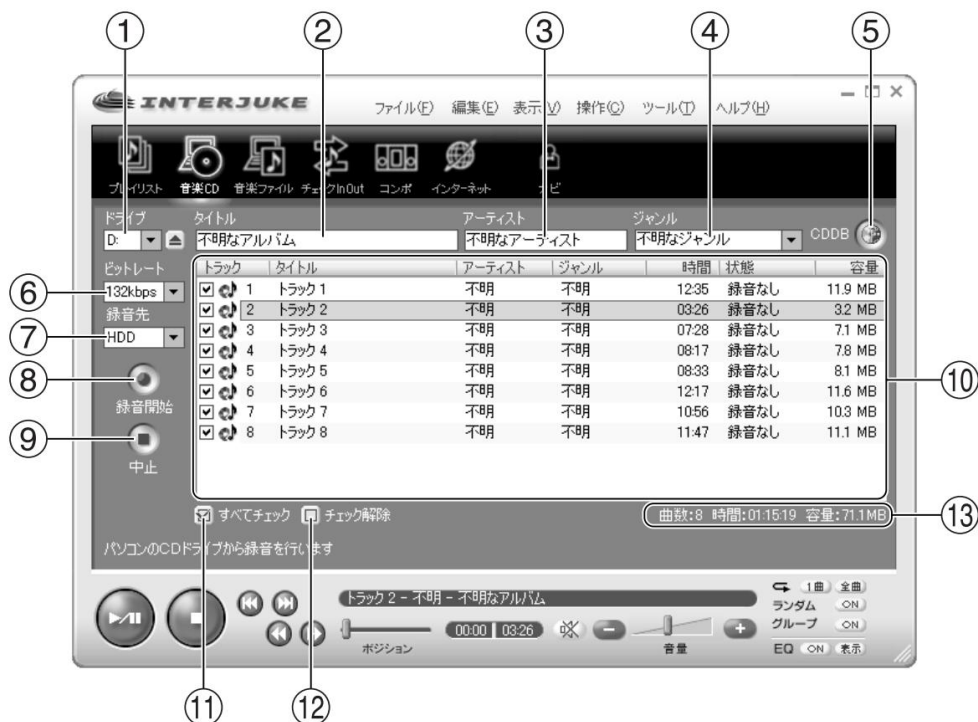 ① ② ③ ④ ⑤
INTERJUKE ファイル(F) 編集(E) 表示(V) 操作(C) ツール(T) ヘルプ(H)
プレイリスト 音楽CD 音楽ファイル チェックIn Out コンポ インターネット ナビ
ドライブ タイトル アーティスト ジャンル
D: 不明なアルバム 不明なアーティスト 不明なジャンル CDDB
ビットレート トラック タイトル アーティスト ジャンル 時間 状態 容量
⑥ 132kbps 1 トラック 1 不明 不明 12:35 録音なし 11.9 MB
録音先 2 トラック 2 不明 不明 03:26 録音なし 3.2 MB
⑦ HDD 3 トラック 3 不明 不明 07:28 録音なし 7.1 MB
4 トラック 4 不明 不明 08:17 録音なし 7.8 MB
⑧ 5 トラック 5 不明 不明 08:33 録音なし 8.1 MB ⑩
録音開始 6 トラック 6 不明 不明 12:17 録音なし 11.6 MB
7 トラック 7 不明 不明 10:56 録音なし 10.3 MB
⑨ 8 トラック 8 不明 不明 11:47 録音なし 11.1 MB
中止
すべてチェック チェック解除 曲数:8 時間:01:15:19 容量:71.1MB ⑬
パソコンのCDドライブから録音を行います
トラック 2 - 不明 - 不明なアルバム 1曲 全曲
ランダム ON
00:00 03:26 グループ ON
ポジション 音量 EQ ON 表示
⑪ ⑫